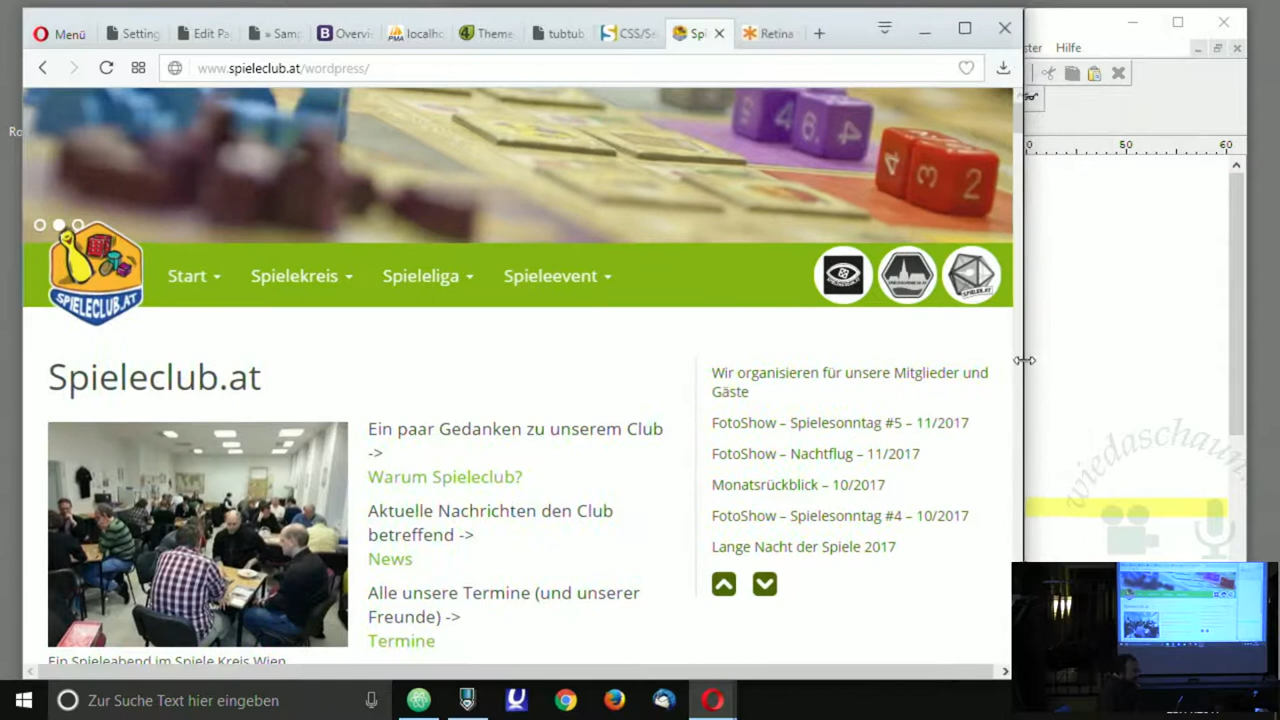 Menü
Setting
Edit Pa
» Samp
Overvi
localho
Theme
tubtub
CSS/Se
Spi
Retina
www.spieleclub.at/wordpress/
ster Hilfe
50
60
SPIELECLUB.AT
Start
Spielekreis
Spieleliga
Spieleevent
Spieleclub.at
Ein paar Gedanken zu unserem Club
->
Warum Spieleclub?
Aktuelle Nachrichten den Club
betreffend ->
News
Alle unsere Termine (und unserer
Freunde) ->
Termine
Ein Spieleabend im Spiele Kreis Wien
Wir organisieren für unsere Mitglieder und
Gäste
FotoShow – Spielesonntag #5 – 11/2017
FotoShow – Nachtflug – 11/2017
Monatsrückblick – 10/2017
FotoShow – Spielesonntag #4 – 10/2017
Lange Nacht der Spiele 2017
wiedaschaun.
Zur Suche Text hier eingeben